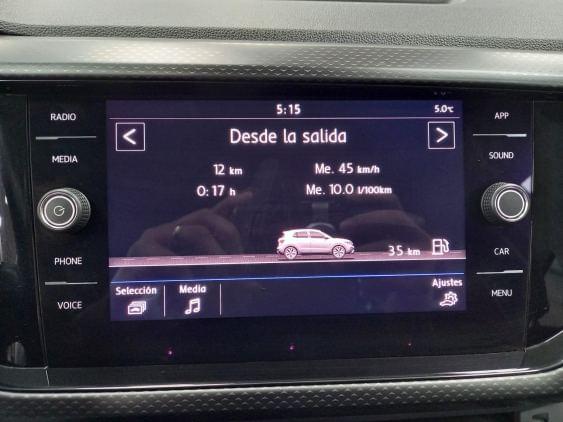 RADIO
MEDIA
PHONE
VOICE
5:15
5.0°C
Desde la salida
12 km
Me. 45 km/h
0:17 h
Me. 10.0 l/100km
35 km
Selección
Media
Ajustes
APP
SOUND
CAR
MENU